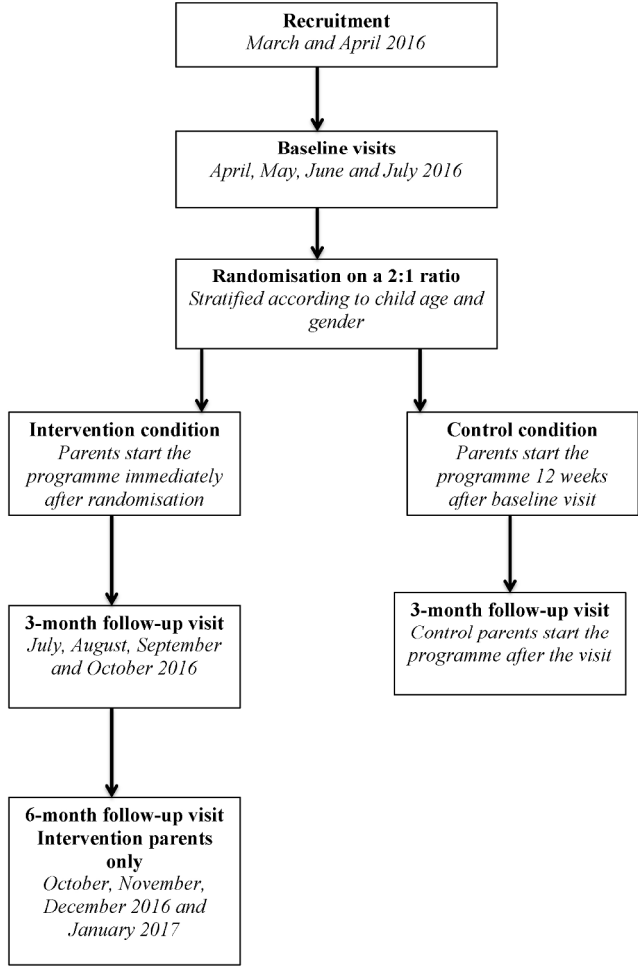 Recruitment
March and April 2016
Baseline visits
April, May, June and July 2016
Randomisation on a 2:1 ratio
Stratified according to child age and
gender
Intervention condition
Parents start the
programme immediately
after randomisation
Control condition
Parents start the
programme 12 weeks
after baseline visit
3-month follow-up visit
July, August, September
and October 2016
3-month follow-up visit
Control parents start the
programme after the visit
6-month follow-up visit
Intervention parents
only
October, November,
December 2016 and
January 2017